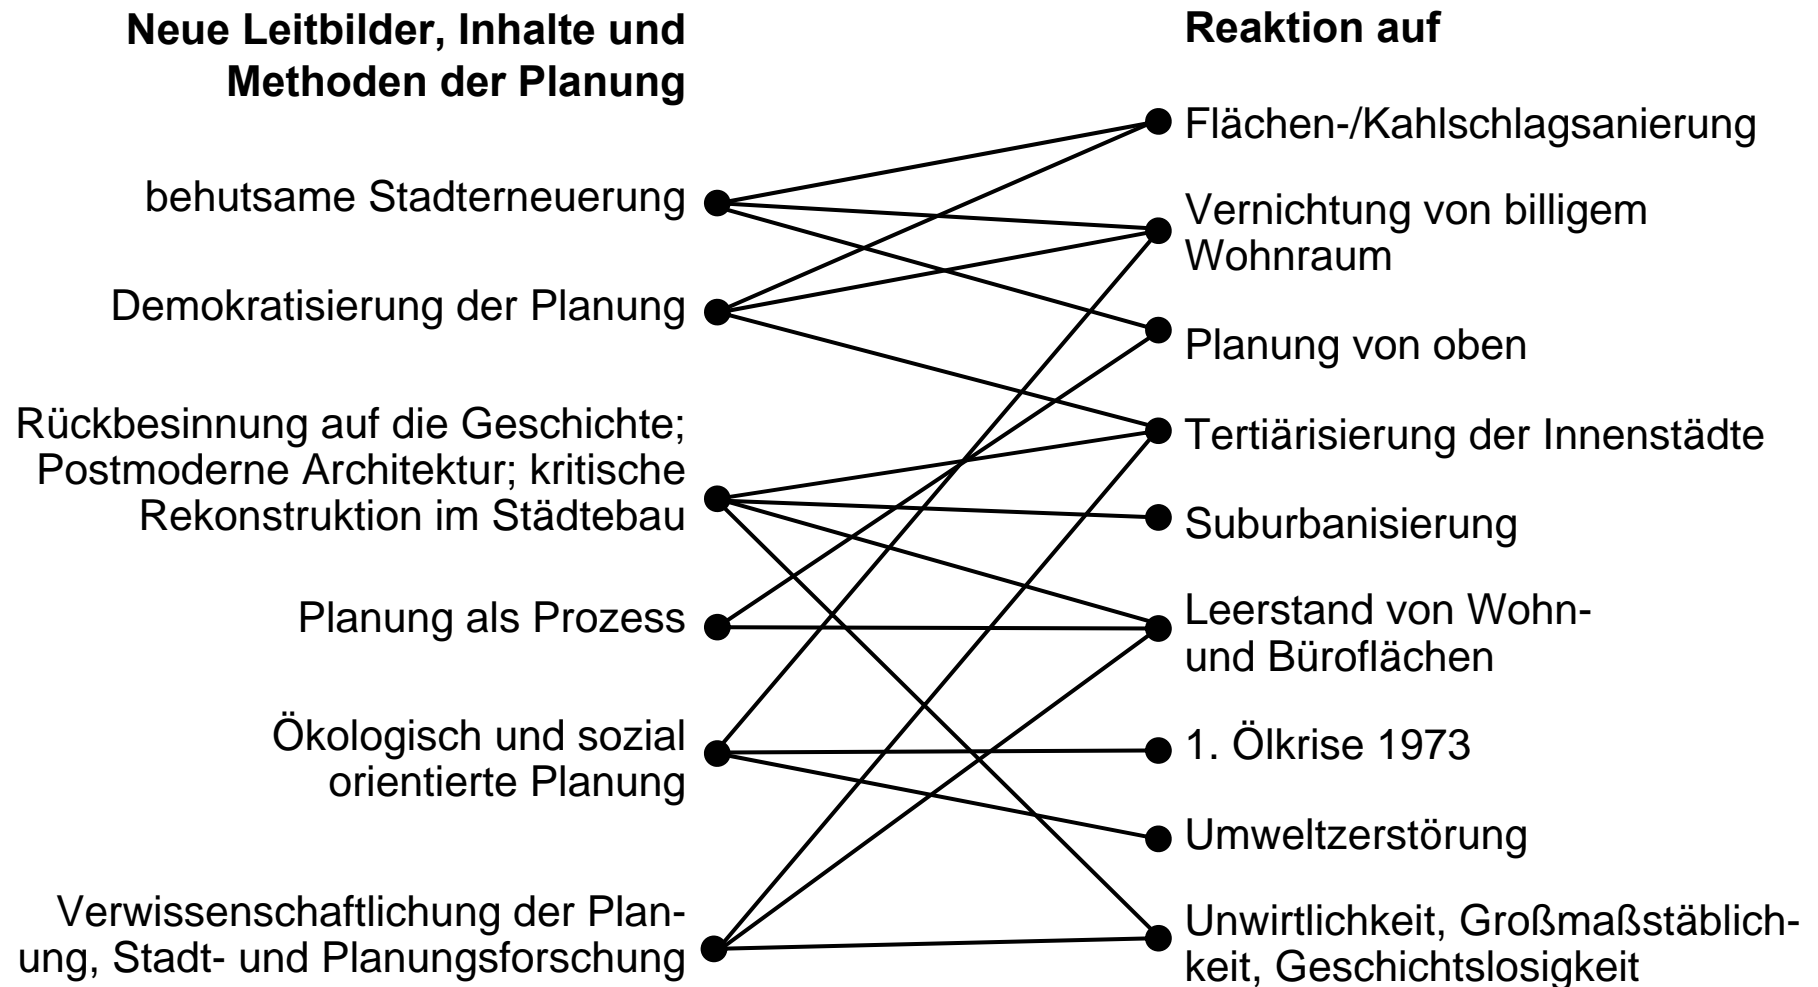 Neue Leitbilder, Inhalte und
Methoden der Planung
behutsame Stadterneuerung
Demokratisierung der Planung
Rückbesinnung auf die Geschichte;
Postmoderne Architektur; kritische
Rekonstruktion im Städtebau
Planung als Prozess
Ökologisch und sozial
orientierte Planung
Verwissenschaftlichung der Plan-
ung, Stadt- und Planungsforschung
Reaktion auf
Flächen-/Kahlschlagsanierung
Vernichtung von billigem
Wohnraum
Planung von oben
Tertiärisierung der Innenstädte
Suburbanisierung
Leerstand von Wohn-
und Büroflächen
1. Ölkrise 1973
Umweltzerstörung
Unwirtlichkeit, Großmaßstäblich-
keit, Geschichtslosigkeit